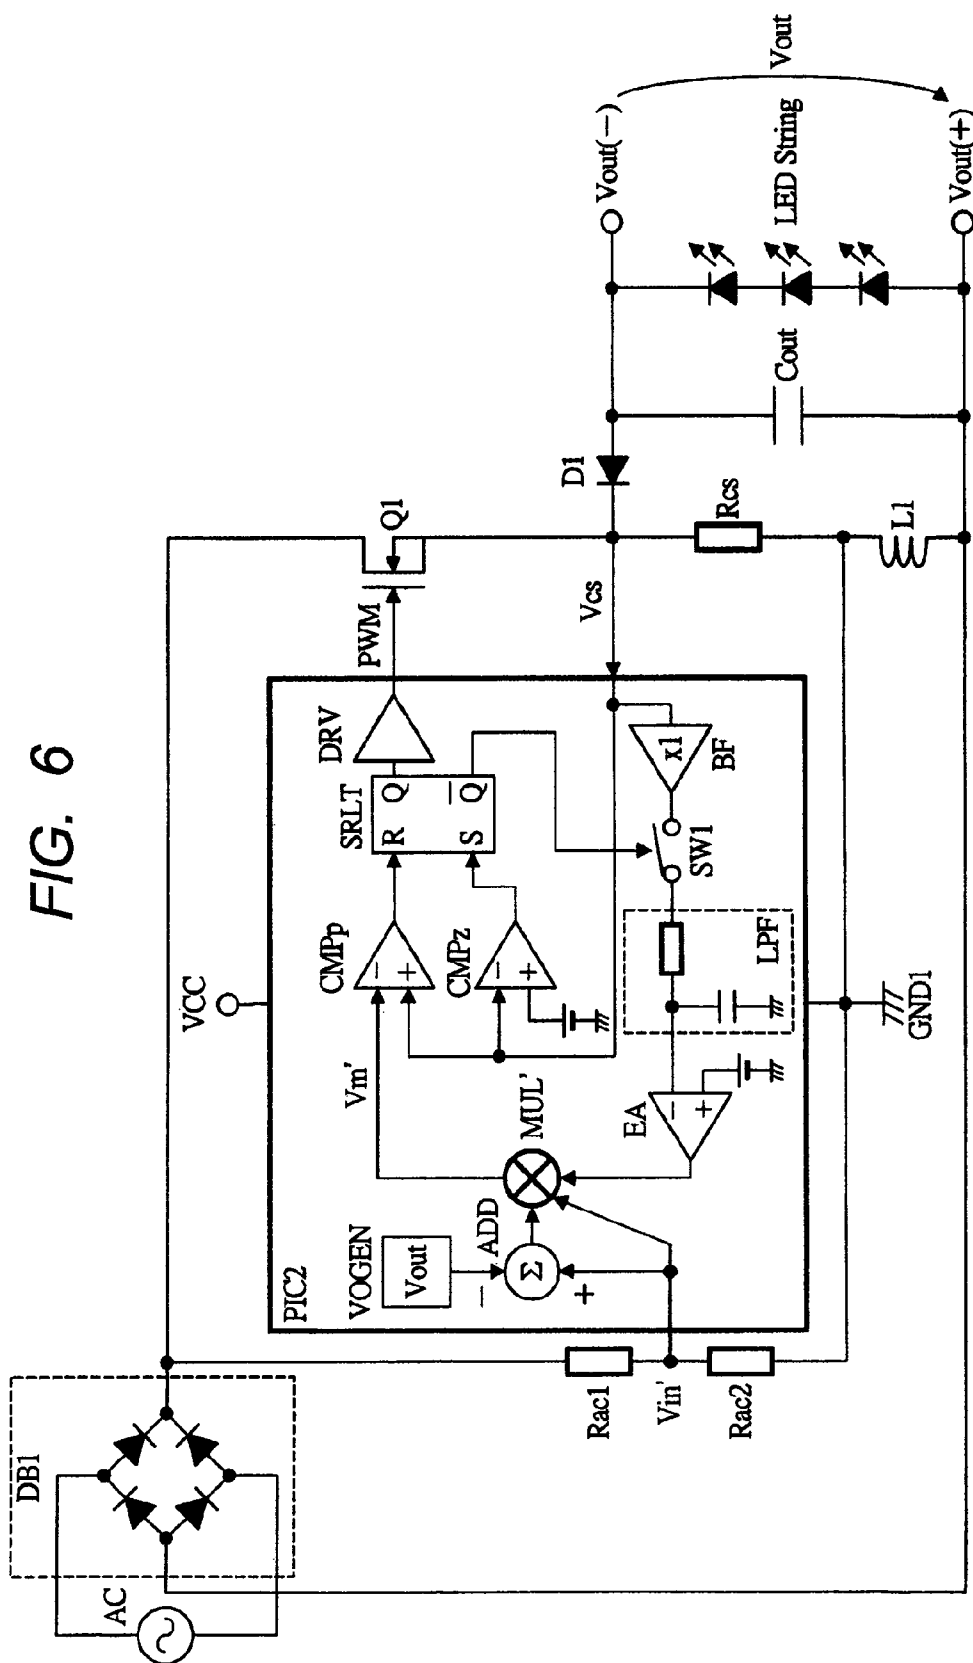 FIG. 6
AC
DB1
VCC
PIC2
VOGEN
Vout
−
ADD
Σ
+
MUL'
Vm'
CMPp
−
+
CMPz
−
+
SRLT
R
Q
S
Q̅
DRV
PWM
Q1
EA
−
+
LPF
SW1
x1
BF
Vcs
D1
Rcs
L1
Cout
LED String
Vout(−)
Vout
Vout(+)
Rac1
Vin'
Rac2
GND1